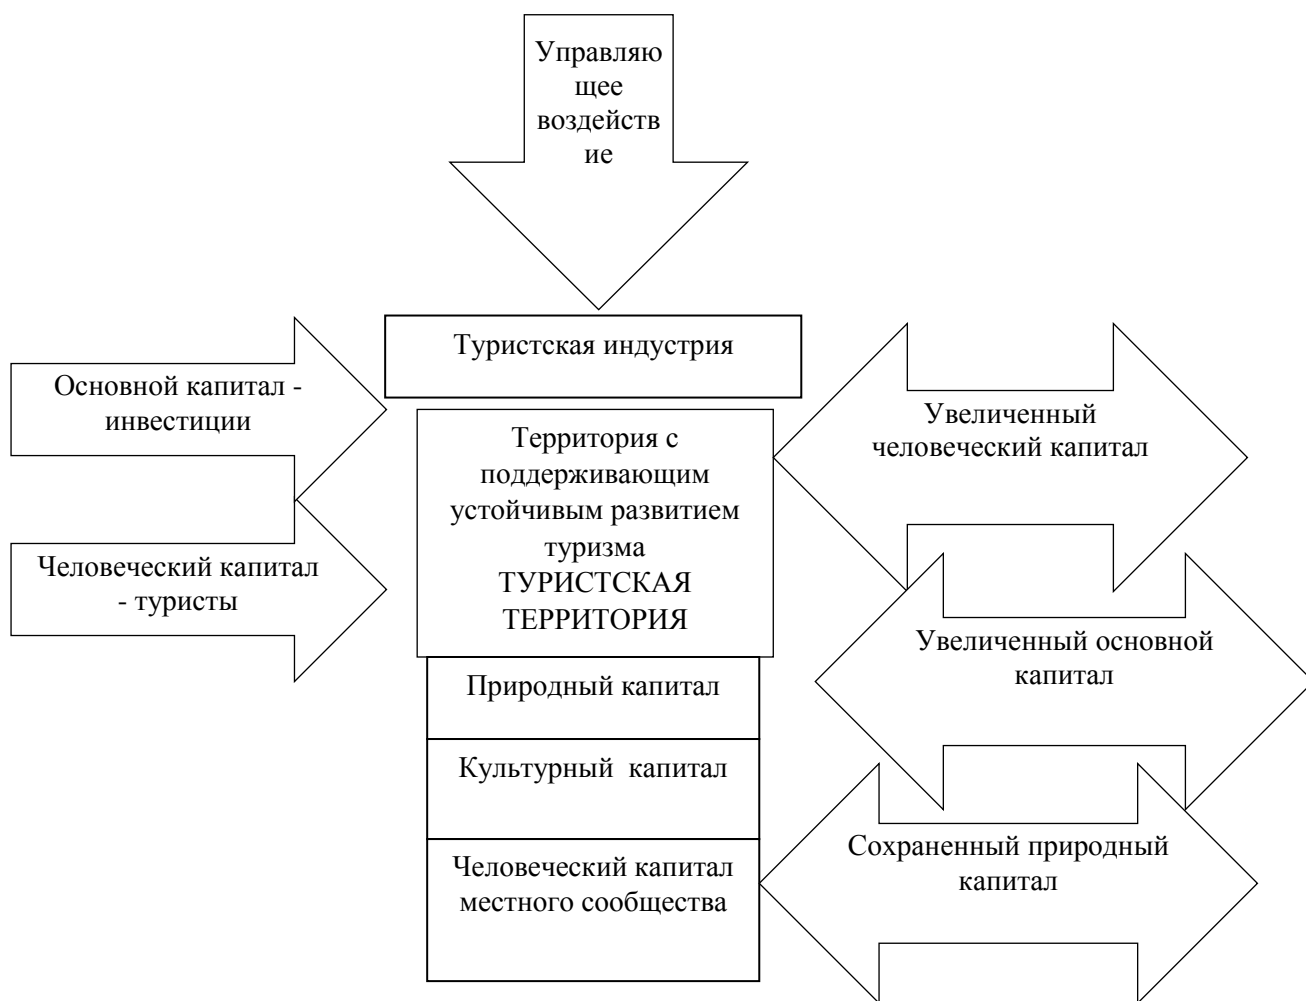 Управляю
щее
воздейств
ие
Туристская индустрия
Основной капитал -
инвестиции
Человеческий капитал
- туристы
Территория с
поддерживающим
устойчивым развитием
туризма
ТУРИСТСКАЯ
ТЕРРИТОРИЯ
Природный капитал
Культурный капитал
Человеческий капитал
местного сообщества
Увеличенный
человеческий капитал
Увеличенный основной
капитал
Сохраненный природный
капитал